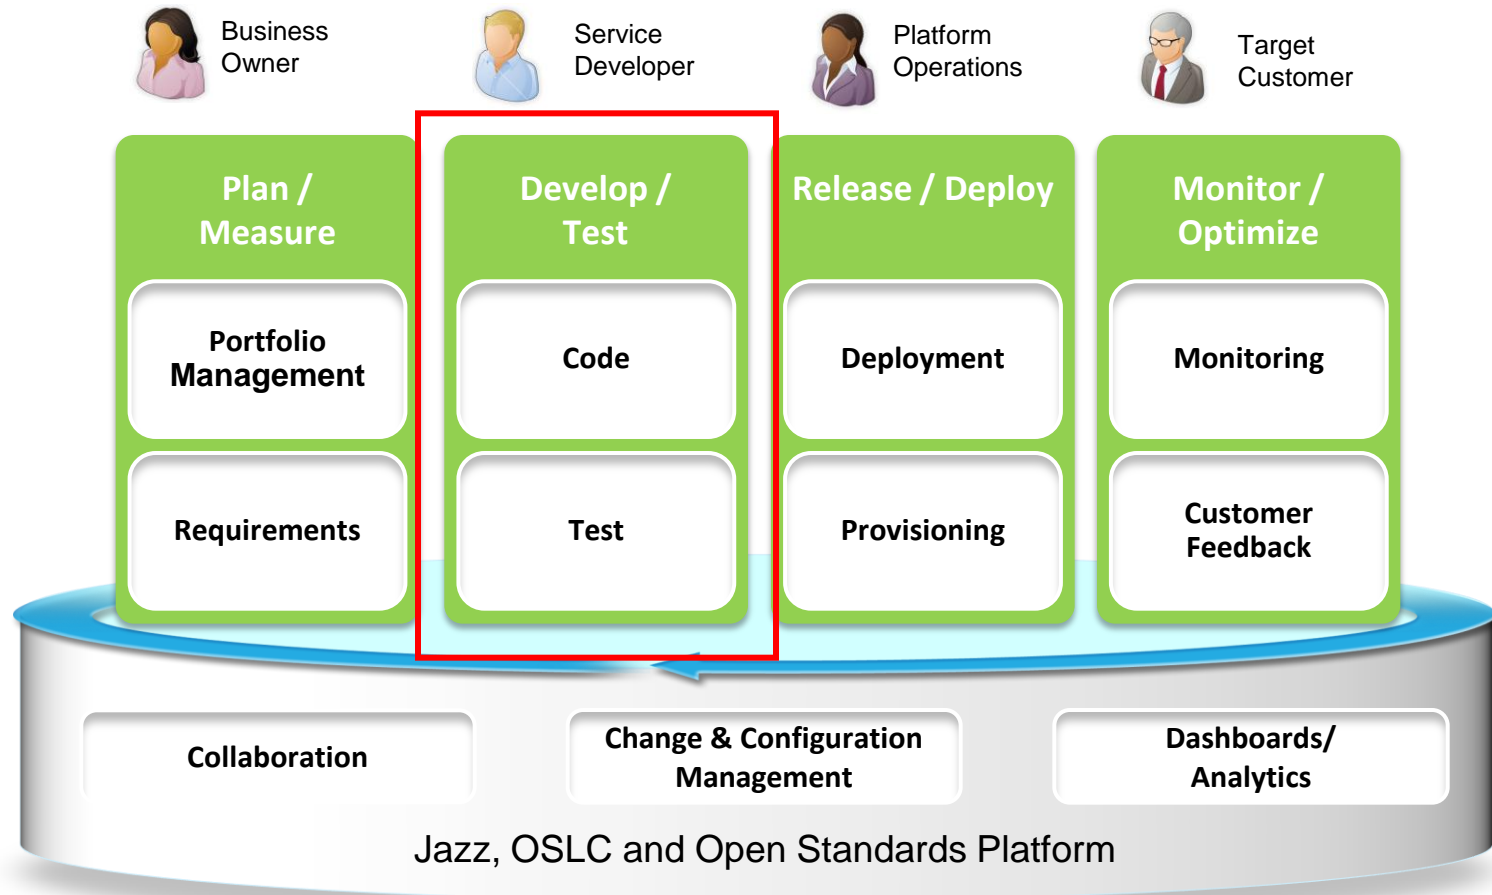 Business
Owner
Service
Developer
Platform
Operations
Target
Customer
Plan /
Measure
Develop /
Test
Release / Deploy
Monitor /
Optimize
Portfolio
Management
Code
Deployment
Monitoring
Requirements
Test
Provisioning
Customer
Feedback
Collaboration
Change & Configuration
Management
Dashboards/
Analytics
Jazz, OSLC and Open Standards Platform